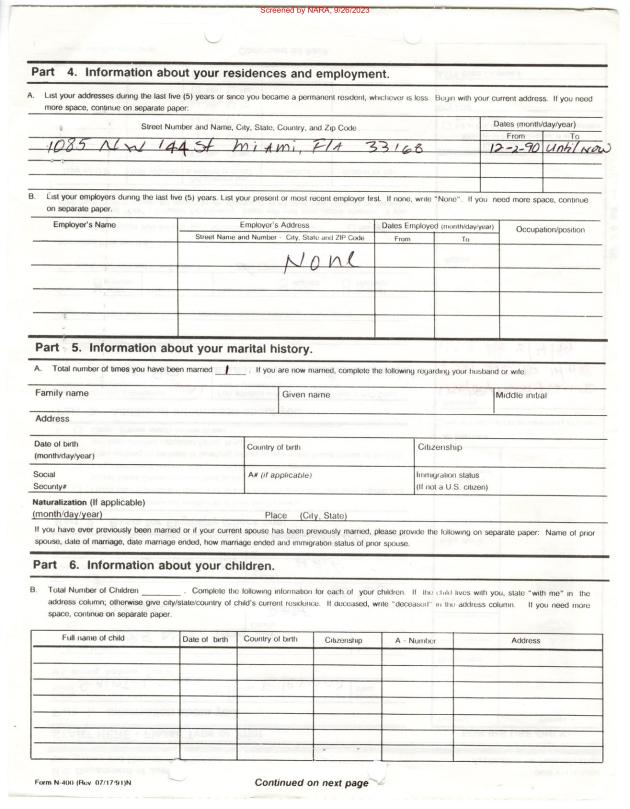 Screened by NARA, 9/26/2023
Part 4. Information about your residences and employment.
A. List your addresses during the last five (5) years or since you became a permanent resident, whichever is less. Begin with your current address. If you need
more space, continue on separate paper:
Street Number and Name, City, State, Country, and Zip Code
Dates (month/day/year)
From To
1085 NW 144 St Miami, FLA 33168 12-2-90 until now
B. List your employers during the last five (5) years. List your present or most recent employer first. If none, write "None". If you need more space, continue
on separate paper.
Employer's Name
Employer's Address
Street Name and Number - City, State and ZIP Code
Dates Employed (month/day/year)
From To
Occupation/position
None
Part 5. Information about your marital history.
A. Total number of times you have been married 1 . If you are now married, complete the following regarding your husband or wife.
Family name Given name Middle initial
Address
Date of birth
(month/day/year)
Country of birth
Citizenship
Social
Security#
A# (if applicable)
Immigration status
(If not a U.S. citizen)
Naturalization (If applicable)
(month/day/year) Place (City, State)
If you have ever previously been married or if your current spouse has been previously married, please provide the following on separate paper: Name of prior
spouse, date of marriage, date marriage ended, how marriage ended and immigration status of prior spouse.
Part 6. Information about your children.
B. Total Number of Children ________ . Complete the following information for each of your children. If the child lives with you, state "with me" in the
address column; otherwise give city/state/country of child's current residence. If deceased, write "deceased" in the address column. If you need more
space, continue on separate paper.
Full name of child Date of birth Country of birth Citizenship A - Number Address
Form N-400 (Rev 07/17/91)N
Continued on next page